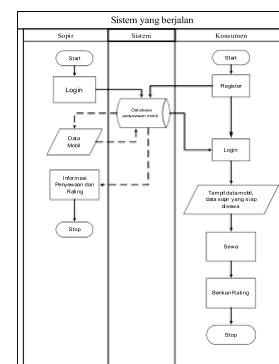 Sistem yang berjalan
Sopir
Sistem
Konsumen
Start
Start
Login
Register
Database
penyewaan mobil
Data
Mobil
Login
Informasi
Penyewaan dan
Rating
Tampil data mobil,
data sopir yang siap
disewa
Stop
Sewa
Berikan Rating
Stop